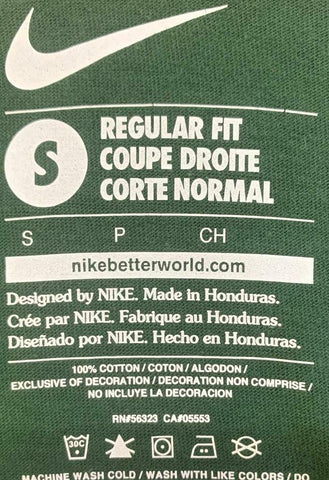 S
REGULAR FIT
COUPE DROITE
CORTE NORMAL
S P CH
nikebetterworld.com
Designed by NIKE. Made in Honduras.
Crée par NIKE. Fabrique au Honduras.
Diseñado por NIKE. Hecho en Honduras.
100% COTTON / COTON / ALGODON /
EXCLUSIVE OF DECORATION / DECORATION NON COMPRISE /
NO INCLUYE LA DECORACION
RN#56323 CA#05553
30C
MACHINE WASH COLD / WASH WITH LIKE COLORS / DO